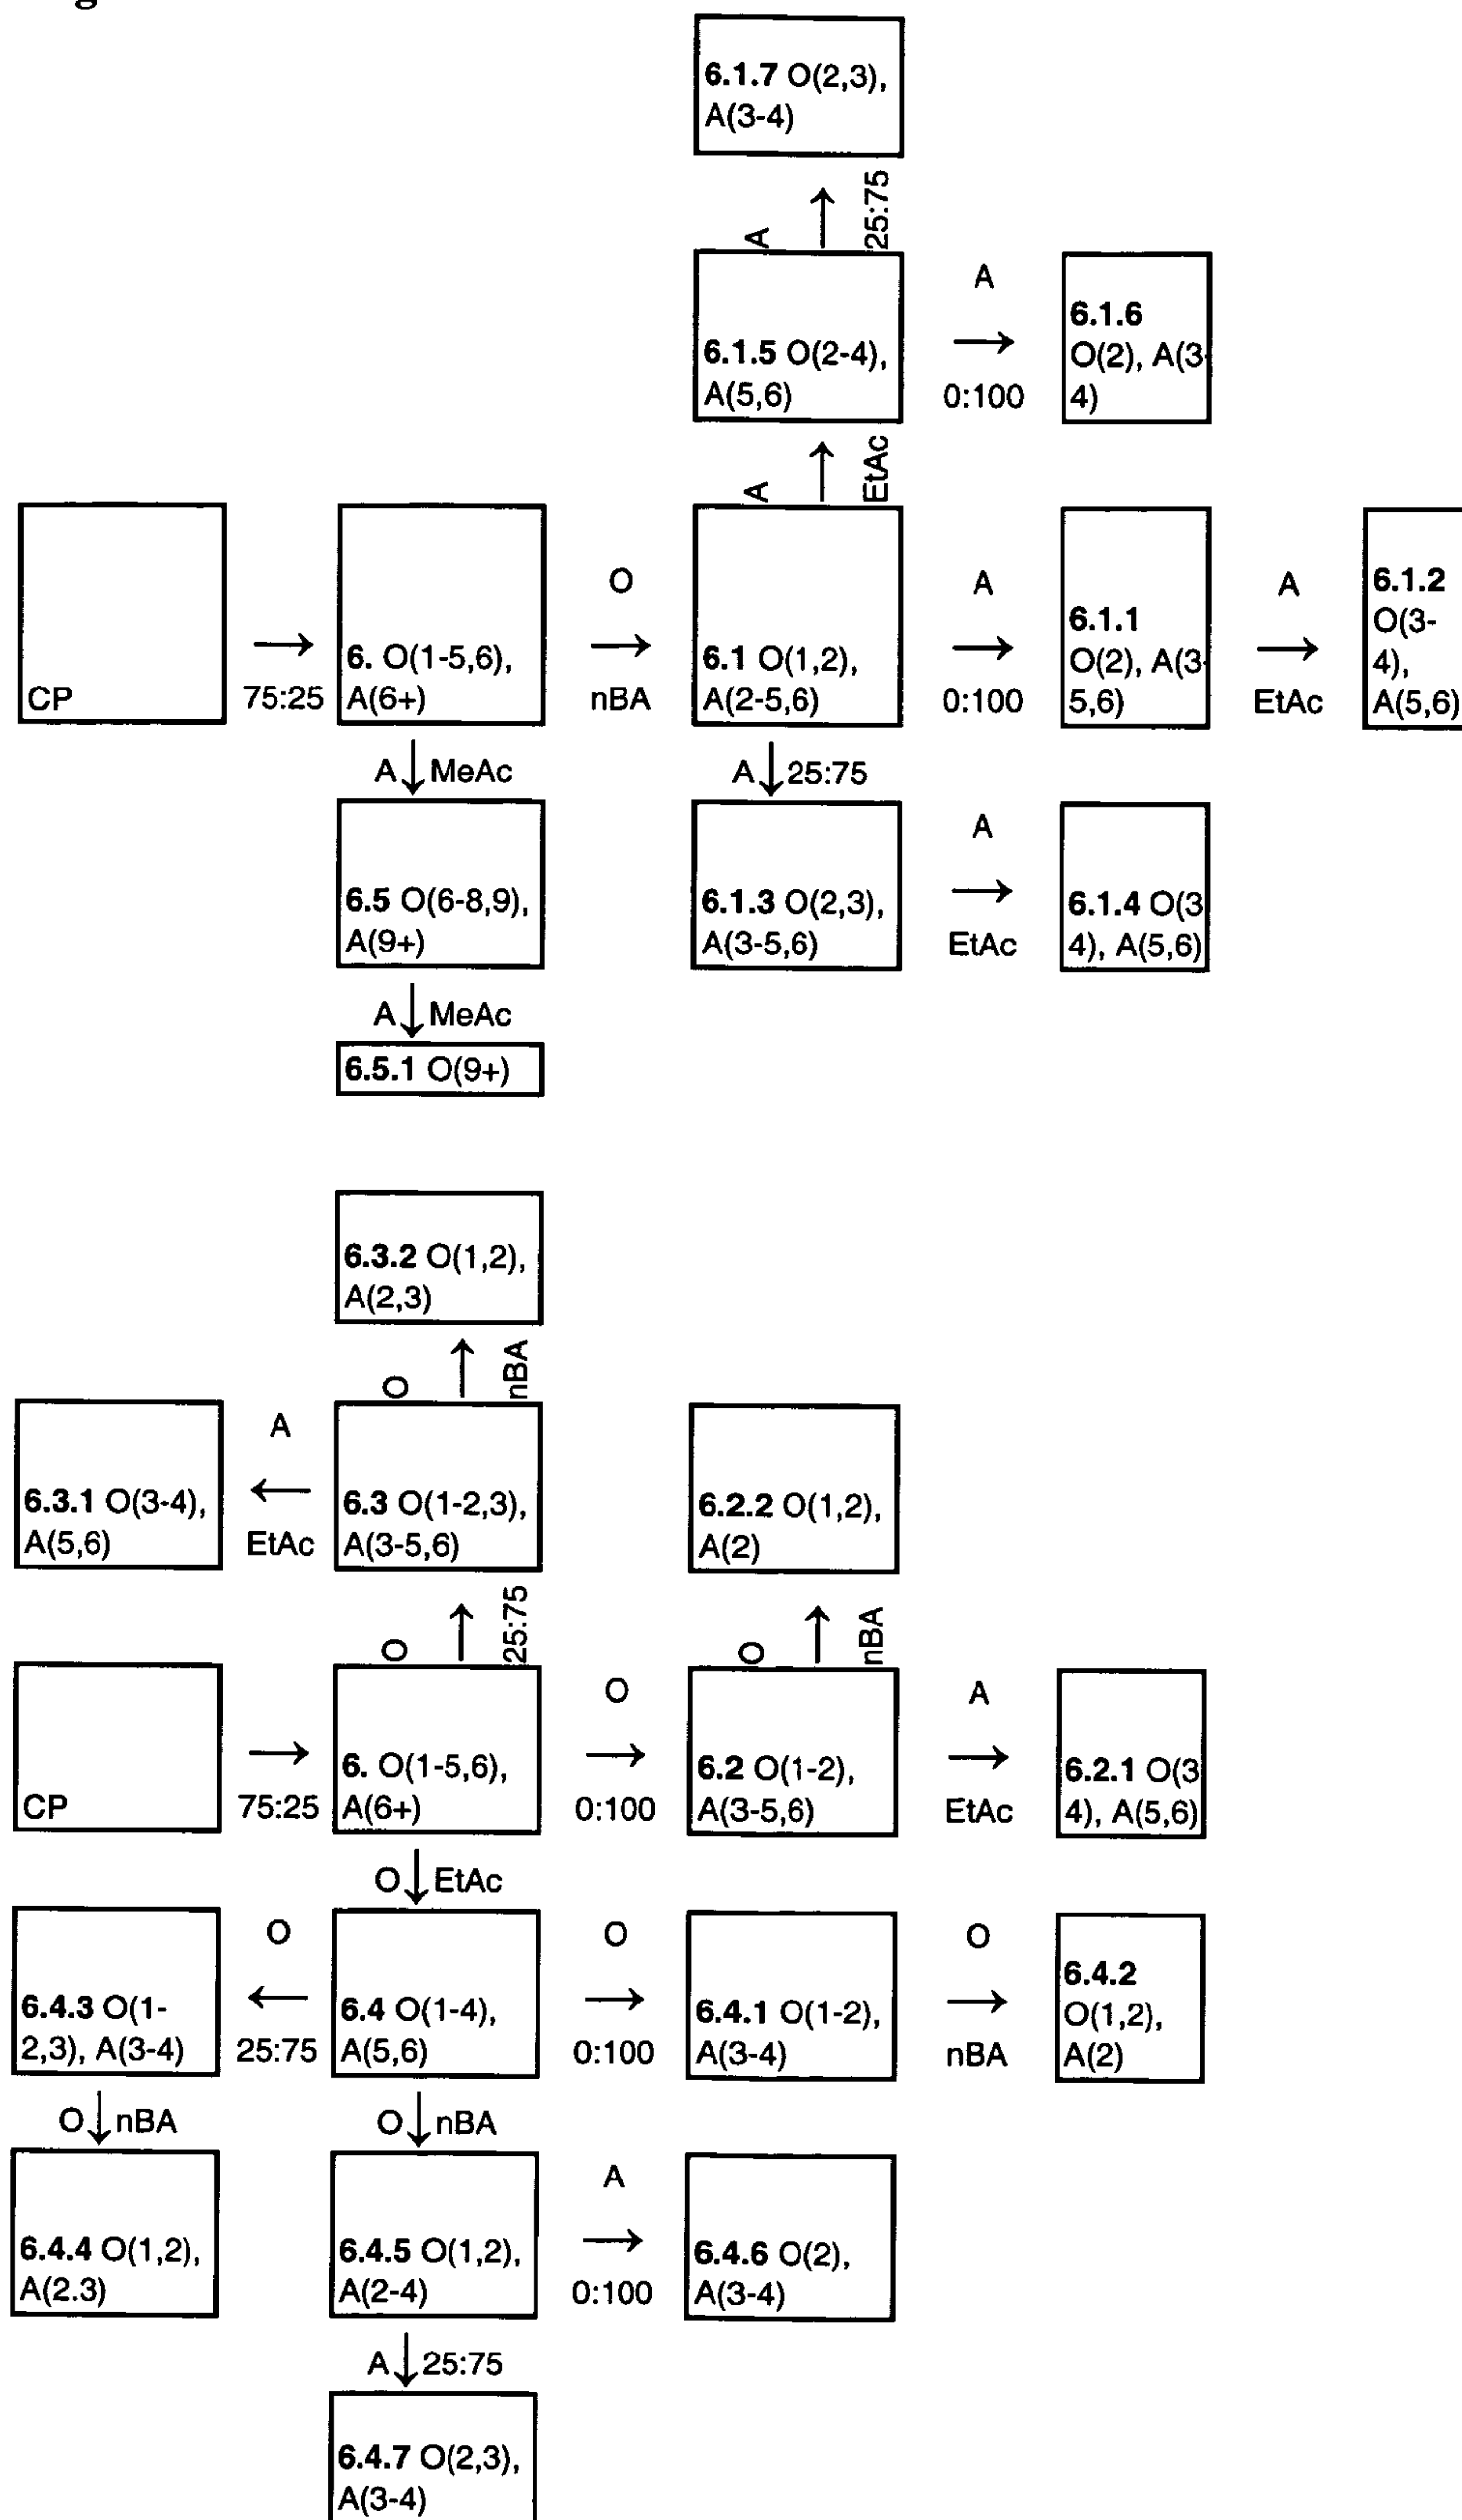 6.1.7 O(2,3),
A(3-4)
A
25:75
6.1.5 O(2-4),
A(5,6)
A
0:100
6.1.6
O(2), A(3-
4)
A
EtAc
CP
75:25
6. O(1-5,6),
A(6+)
O
nBA
6.1 O(1,2),
A(2-5,6)
A
0:100
6.1.1
O(2), A(3-
5,6)
A
EtAc
6.1.2
O(3-
4),
A(5,6)
A MeAc
A 25:75
6.5 O(6-8,9),
A(9+)
6.1.3 O(2,3),
A(3-5,6)
A
EtAc
6.1.4 O(3
4), A(5,6)
A MeAc
6.5.1 O(9+)
6.3.2 O(1,2),
A(2,3)
O
nBA
6.3.1 O(3-4),
A(5,6)
A
EtAc
6.3 O(1-2,3),
A(3-5,6)
6.2.2 O(1,2),
A(2)
O
25:75
O
nBA
CP
75:25
6. O(1-5,6),
A(6+)
O
0:100
6.2 O(1-2),
A(3-5,6)
A
EtAc
6.2.1 O(3
4), A(5,6)
O EtAc
6.4.3 O(1-
2,3), A(3-4)
O
25:75
6.4 O(1-4),
A(5,6)
O
0:100
6.4.1 O(1-2),
A(3-4)
O
nBA
6.4.2
O(1,2),
A(2)
O nBA
O nBA
6.4.4 O(1,2),
A(2.3)
6.4.5 O(1,2),
A(2-4)
A
0:100
6.4.6 O(2),
A(3-4)
A 25:75
6.4.7 O(2,3),
A(3-4)